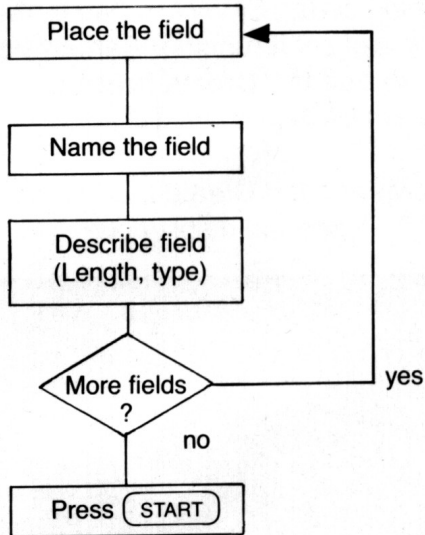 Place the field
Name the field
Describe field
(Length, type)
More fields
?
yes
no
Press START